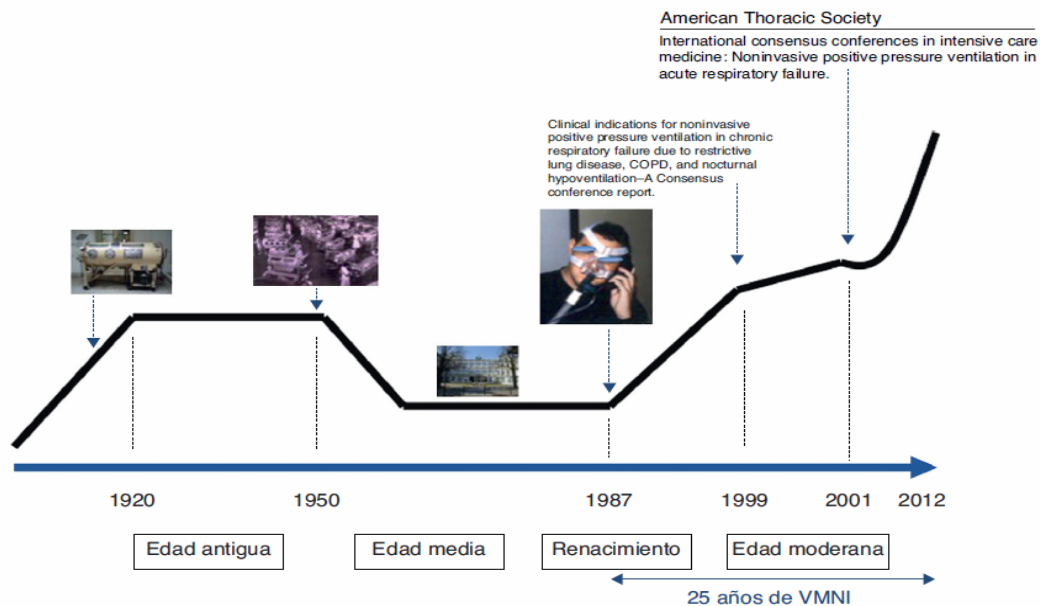 American Thoracic Society
International consensus conferences in intensive care
medicine: Noninvasive positive pressure ventilation in
acute respiratory failure.
Clinical indications for noninvasive
positive pressure ventilation in chronic
respiratory failure due to restrictive
lung disease, COPD, and nocturnal
hypoventilation–A Consensus
conference report.
1920
1950
1987
1999
2001
2012
Edad antigua
Edad media
Renacimiento
Edad moderana
25 años de VMNI